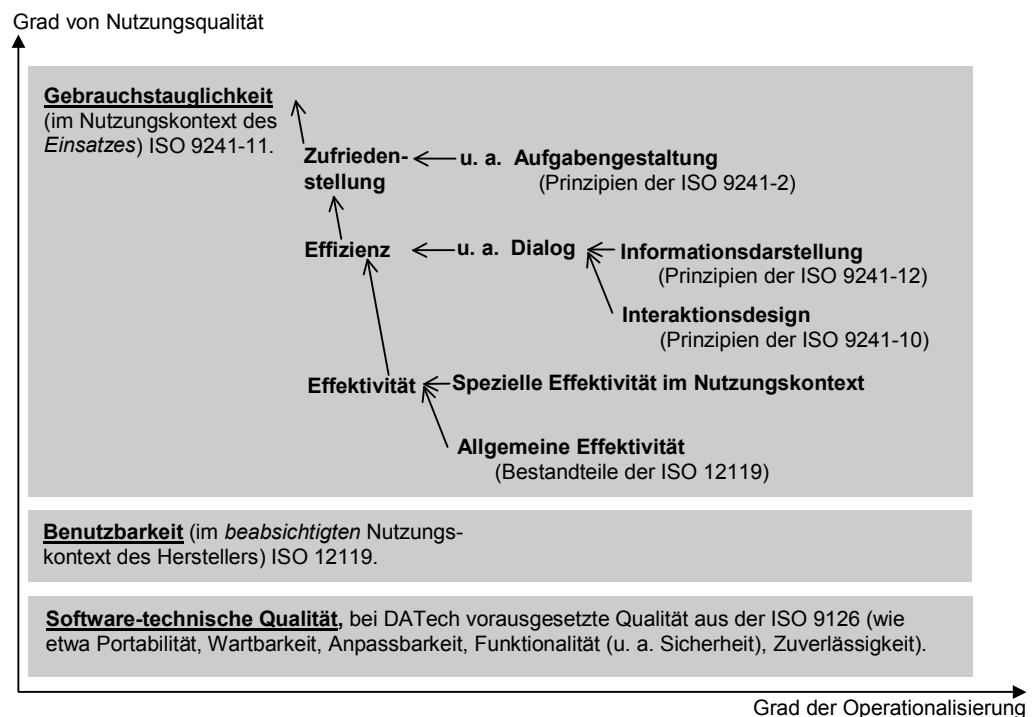 Grad von Nutzungsqualität
Gebrauchstauglichkeit
(im Nutzungskontext des
Einsatzes) ISO 9241-11.
Zufrieden-
stellung
u. a. Aufgabengestaltung
(Prinzipien der ISO 9241-2)
Effizienz
u. a. Dialog
Informationsdarstellung
(Prinzipien der ISO 9241-12)
Interaktionsdesign
(Prinzipien der ISO 9241-10)
Effektivität
Spezielle Effektivität im Nutzungskontext
Allgemeine Effektivität
(Bestandteile der ISO 12119)
Benutzbarkeit (im beabsichtigten Nutzungs-
kontext des Herstellers) ISO 12119.
Software-technische Qualität, bei DATech vorausgesetzte Qualität aus der ISO 9126 (wie
etwa Portabilität, Wartbarkeit, Anpassbarkeit, Funktionalität (u. a. Sicherheit), Zuverlässigkeit).
Grad der Operationalisierung